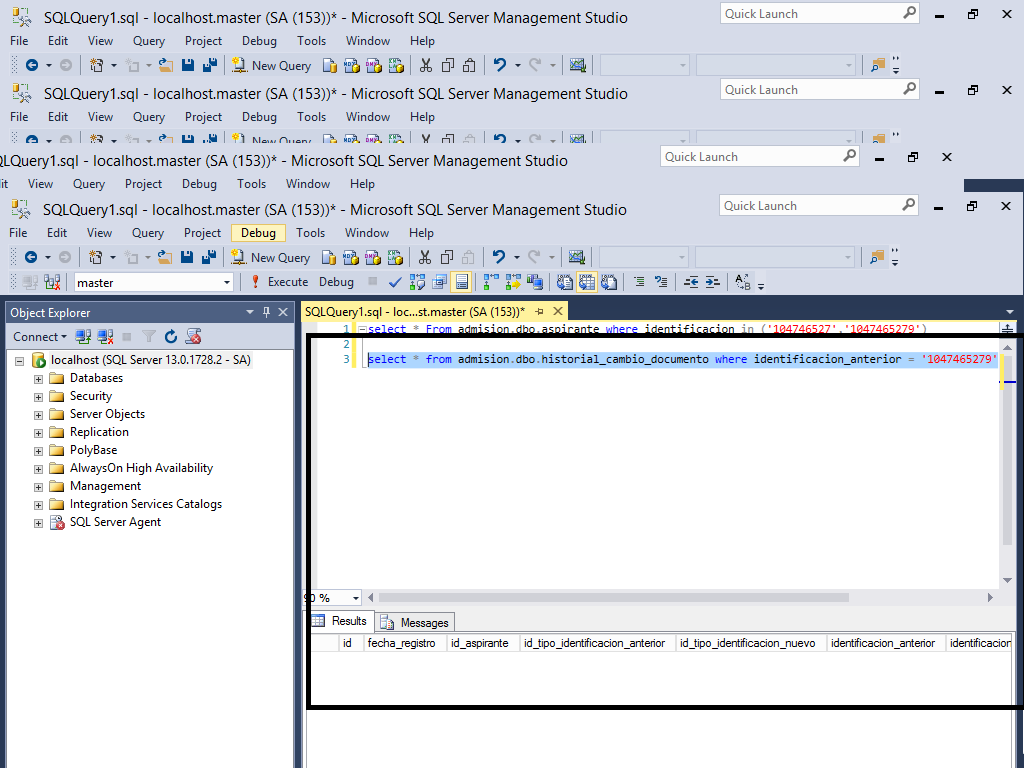 SQLQuery1.sql - localhost.master (SA (153))* - Microsoft SQL Server Management Studio
Quick Launch
File Edit View Query Project Debug Tools Window Help
New Query
SQLQuery1.sql - localhost.master (SA (153))* - Microsoft SQL Server Management Studio
Quick Launch
File Edit View Query Project Debug Tools Window Help
New Query
QLQuery1.sql - localhost.master (SA (153))* - Microsoft SQL Server Management Studio
Quick Launch
it View Query Project Debug Tools Window Help
SQLQuery1.sql - localhost.master (SA (153))* - Microsoft SQL Server Management Studio
Quick Launch
File Edit View Query Project Debug Tools Window Help
New Query
master Execute Debug
Object Explorer
Connect
localhost (SQL Server 13.0.1728.2 - SA)
Databases
Security
Server Objects
Replication
PolyBase
AlwaysOn High Availability
Management
Integration Services Catalogs
SQL Server Agent
SQLQuery1.sql - loc...st.master (SA (153))*
1 select * From admision.dbo.aspirante where identificacion in ('104746527','1047465279')
2
3 select * from admision.dbo.historial_cambio_documento where identificacion_anterior = '1047465279'
0 %
Results Messages
id fecha_registro id_aspirante id_tipo_identificacion_anterior id_tipo_identificacion_nuevo identificacion_anterior identificacion